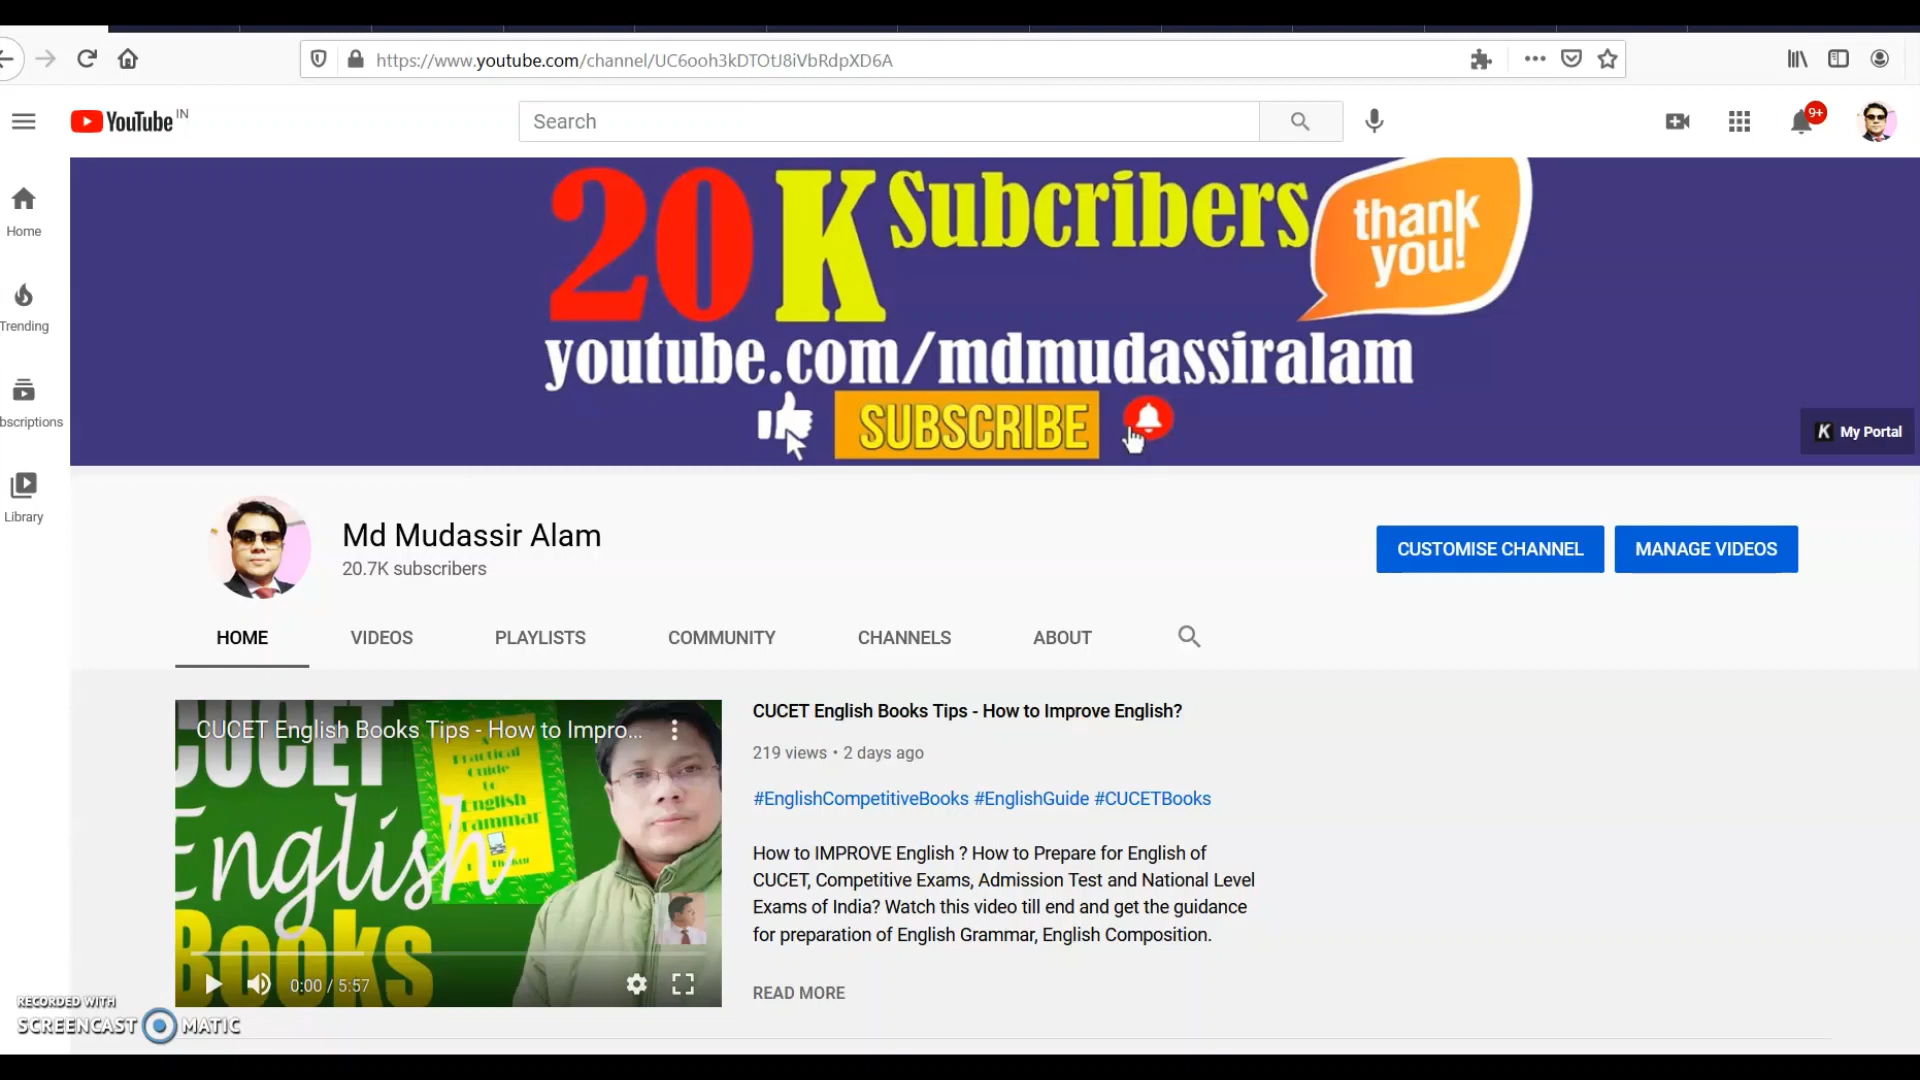 https://www.youtube.com/channel/UC6ooh3kDTOtJ8iVbRdpXD6A
YouTube IN
Search
9+
Home
Trending
bscriptions
Library
20 K Subcribers
thank
you!
youtube.com/mdmudassiralam
SUBSCRIBE
K My Portal
Md Mudassir Alam
20.7K subscribers
CUSTOMISE CHANNEL
MANAGE VIDEOS
HOME
VIDEOS
PLAYLISTS
COMMUNITY
CHANNELS
ABOUT
CUCET English Books Tips - How to Impro...
CUCET
English
Books
Practical
Guide
to
English
Grammar
0:00 / 5:57
CUCET English Books Tips - How to Improve English?
219 views • 2 days ago
#EnglishCompetitiveBooks #EnglishGuide #CUCETBooks
How to IMPROVE English ? How to Prepare for English of
CUCET, Competitive Exams, Admission Test and National Level
Exams of India? Watch this video till end and get the guidance
for preparation of English Grammar, English Composition.
READ MORE
RECORDED WITH
SCREENCAST MATIC